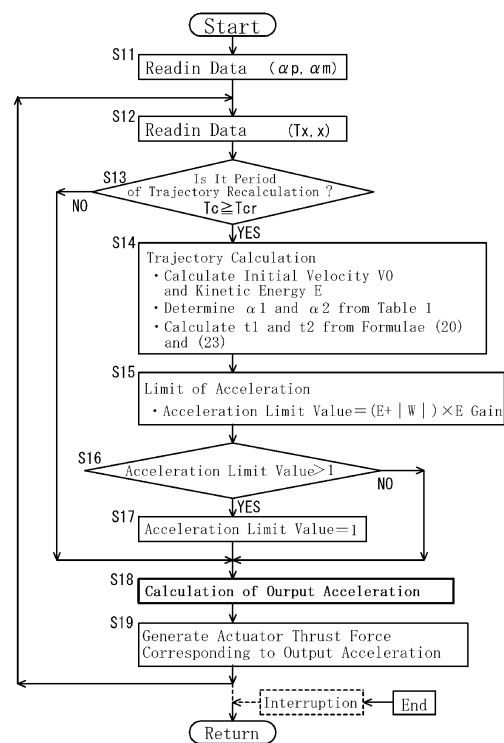 Start
S11
Readin Data (αp, αm)
S12
Readin Data (Tx, x)
S13
Is It Period
of Trajectory Recalculation ?
Tc≧Tcr
NO
YES
S14
Trajectory Calculation
・Calculate Initial Velocity V0
and Kinetic Energy E
・Determine α1 and α2 from Table 1
・Calculate t1 and t2 from Formulae (20)
and (23)
S15
Limit of Acceleration
・Acceleration Limit Value=(E+|W|)×E Gain
S16
Acceleration Limit Value>1
NO
YES
S17
Acceleration Limit Value=1
S18
Calculation of Ourput Acceleration
S19
Generate Actuator Thrust Force
Corresponding to Output Acceleration
Interruption
End
Return